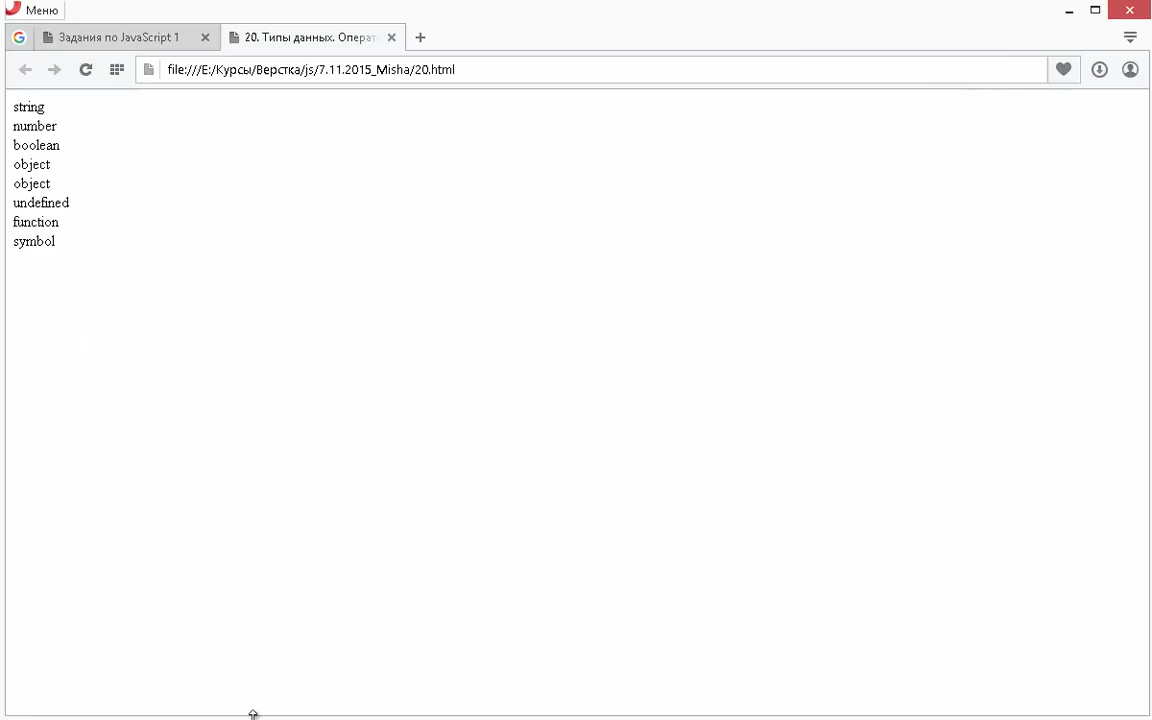 Меню
Задания по JavaScript 1
20. Типы данных. Операт
file:///E:/Курсы/Верстка/js/7.11.2015_Misha/20.html
string
number
boolean
object
object
undefined
function
symbol